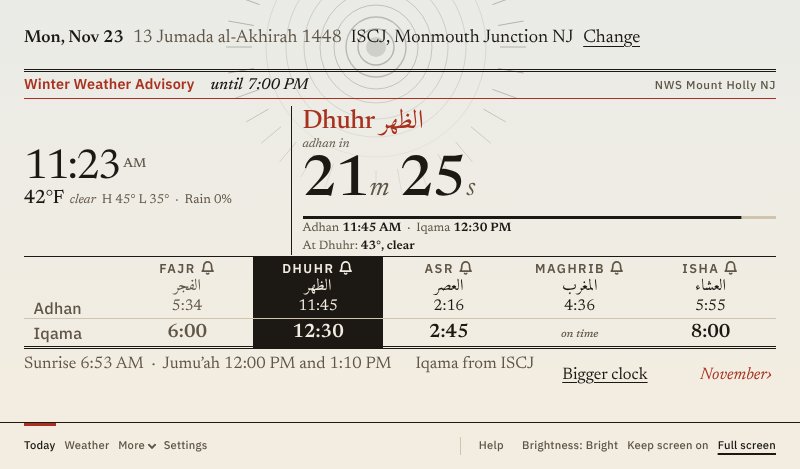 Mon, Nov 23 13 Jumada al-Akhirah 1448 ISCJ, Monmouth Junction NJ Change
Winter Weather Advisory until 7:00 PM NWS Mount Holly NJ
11:23 AM
42°F clear H 45° L 35° · Rain 0%
Dhuhr الظهر
adhan in
21m 25s
Adhan 11:45 AM · Iqama 12:30 PM
At Dhuhr: 43°, clear
FAJR DHUHR ASR MAGHRIB ISHA
الفجر الظهر العصر المغرب العشاء
Adhan 5:34 11:45 2:16 4:36 5:55
Iqama 6:00 12:30 2:45 on time 8:00
Sunrise 6:53 AM · Jumu’ah 12:00 PM and 1:10 PM Iqama from ISCJ
Bigger clock November›
Today Weather More Settings Help Brightness: Bright Keep screen on Full screen